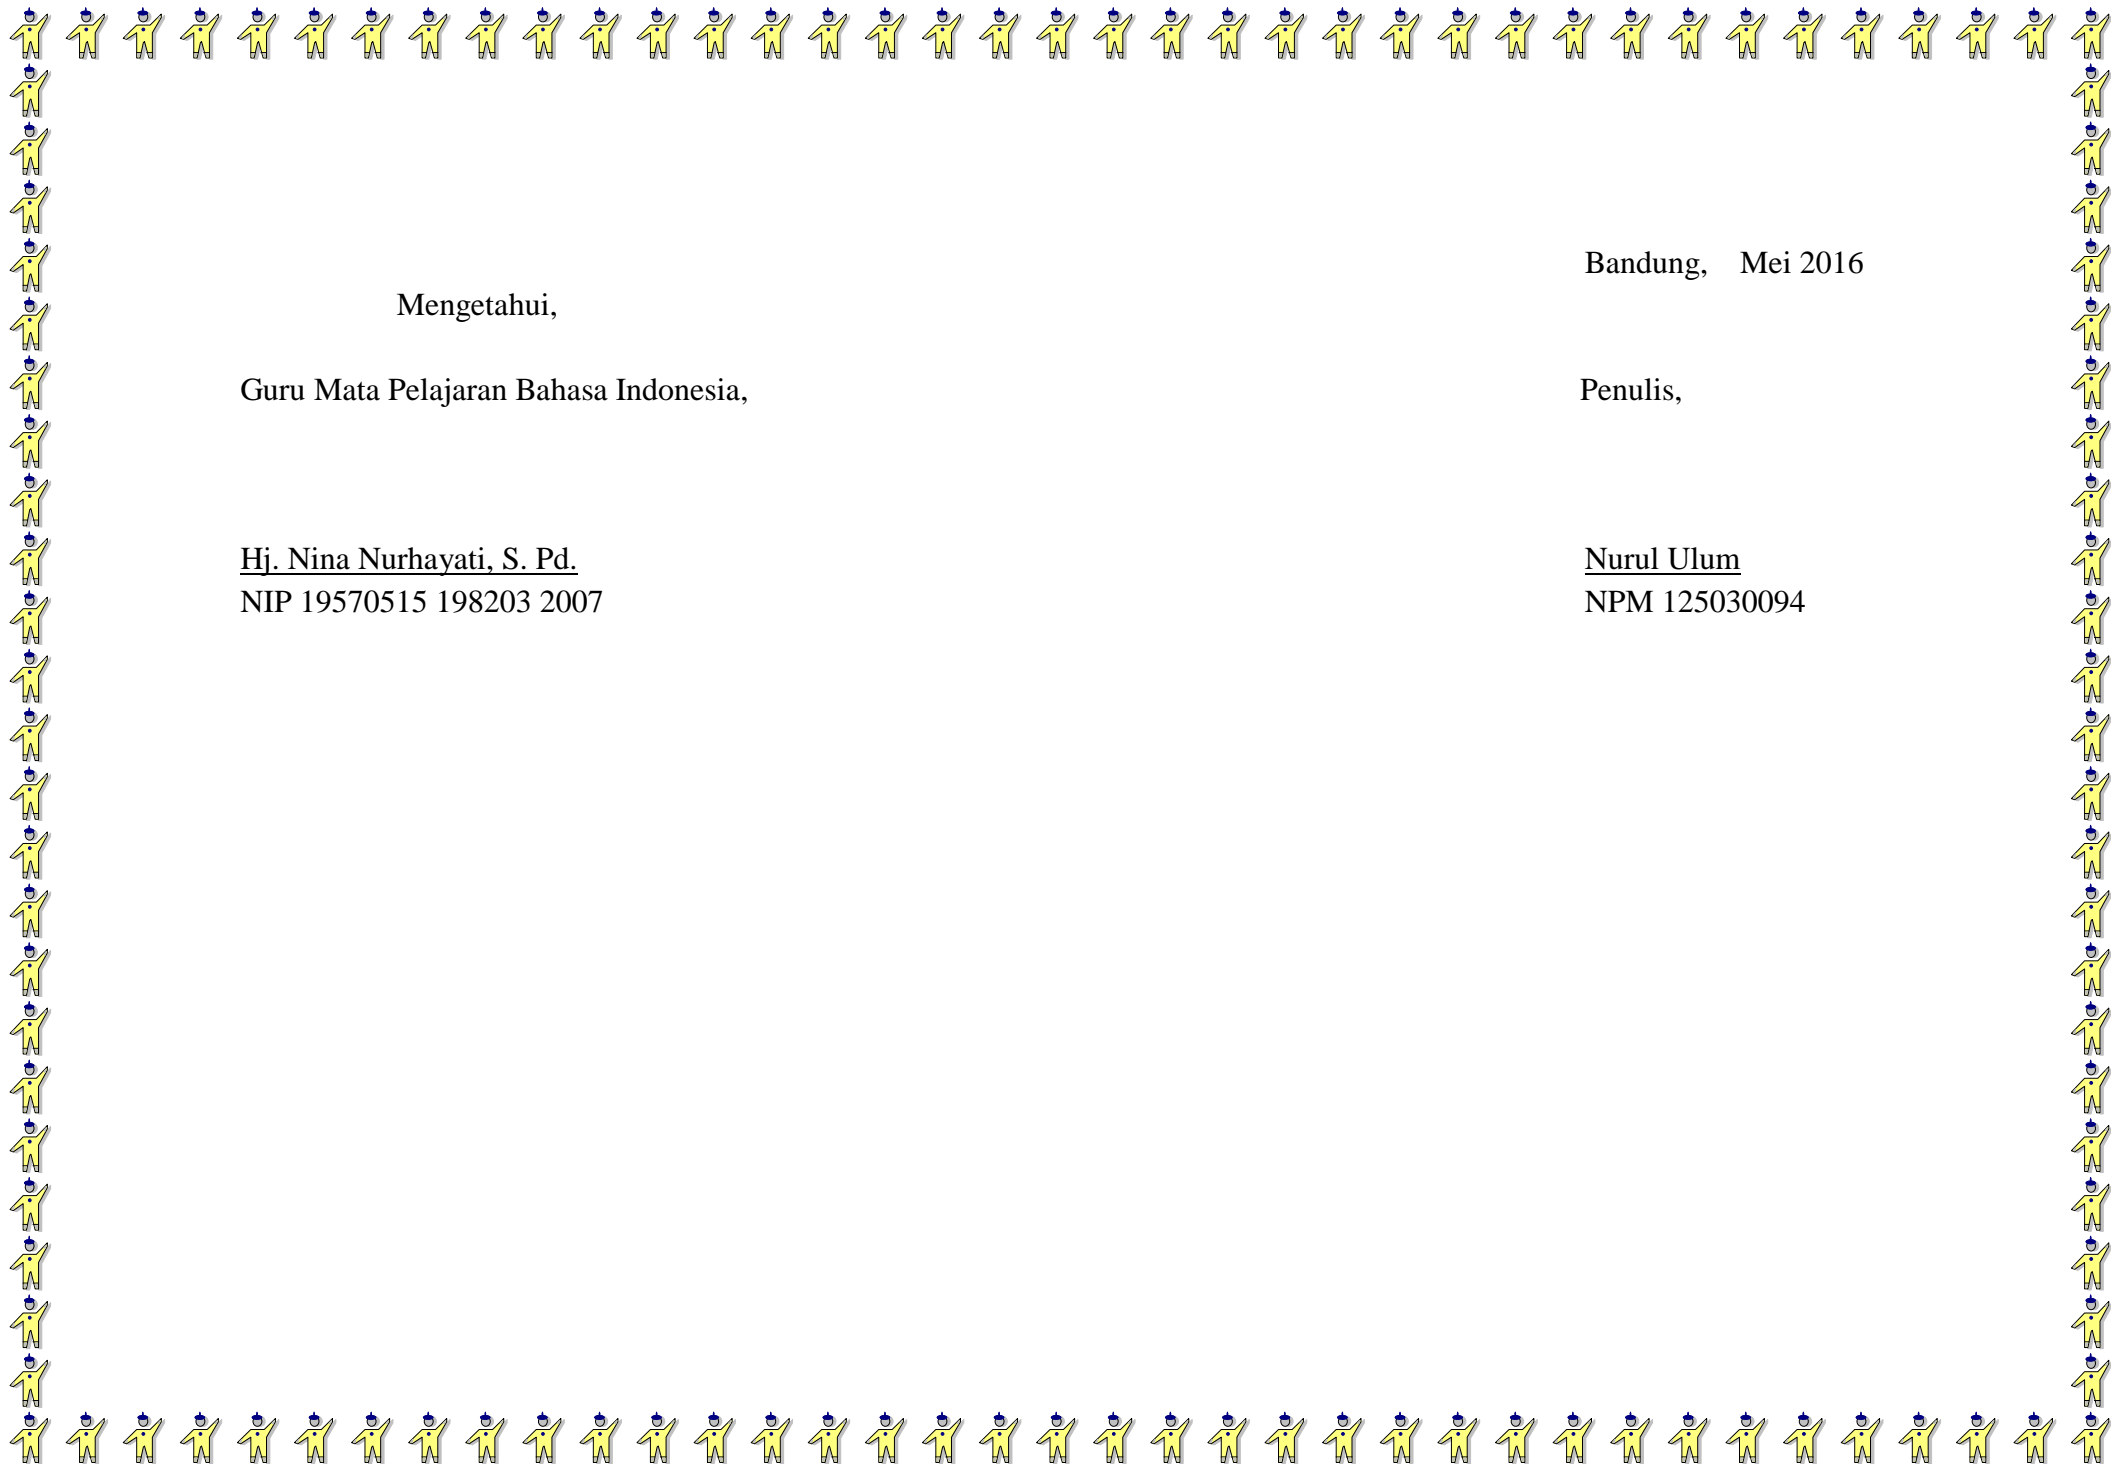 Bandung, Mei 2016
Mengetahui,
Guru Mata Pelajaran Bahasa Indonesia, Penulis,
Hj. Nina Nurhayati, S. Pd. Nurul Ulum
NIP 19570515 198203 2007 NPM 125030094